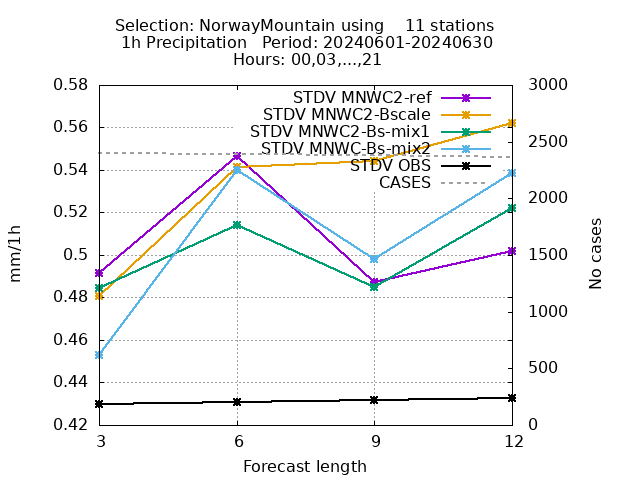 Selection: NorwayMountain using    11 stations
1h Precipitation   Period: 20240601-20240630
Hours: 00,03,...,21
STDV MNWC2-ref
STDV MNWC2-Bscale
STDV MNWC2-Bs-mix1
STDV MNWC-Bs-mix2
STDV OBS
CASES
0.58
0.56
0.54
0.52
0.5
0.48
0.46
0.44
0.42
mm/1h
3000
2500
2000
1500
1000
500
0
No cases
3 6 9 12
Forecast length